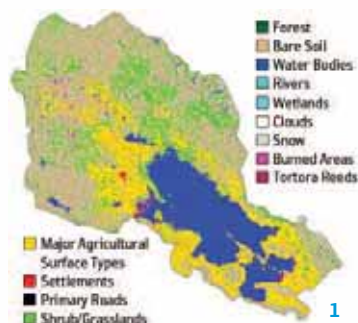 Forest
Bare Soil
Water Bodies
Rivers
Wetlands
Clouds
Snow
Burned Areas
Tortora Reeds
Major Agricultural
Surface Types
Settlements
Primary Roads
Shrub/Grasslands
1